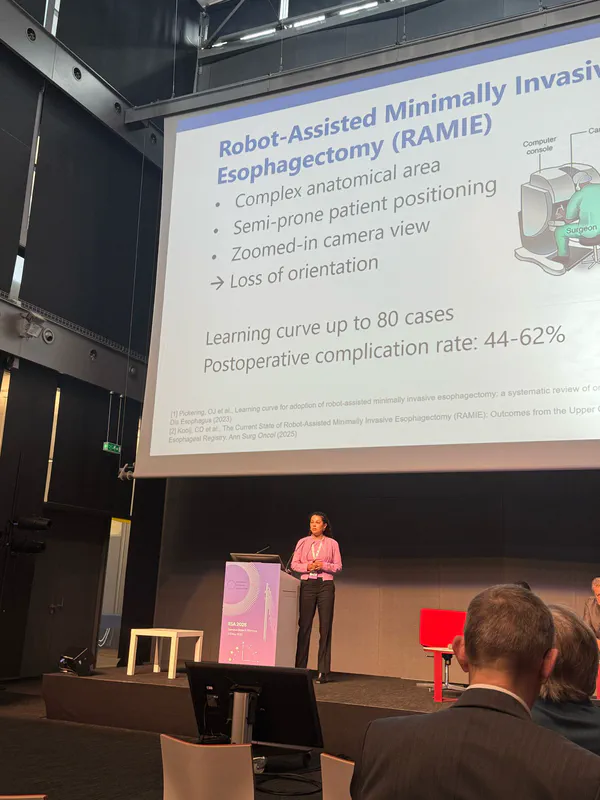 Robot-Assisted Minimally Invasiv
Esophagectomy (RAMIE)
• Complex anatomical area
• Semi-prone patient positioning
• Zoomed-in camera view
→ Loss of orientation
Computer
console
Ca
Surgeon
Learning curve up to 80 cases
Postoperative complication rate: 44-62%
[1] Pickering, OJ et al., Learning curve for adoption of robot-assisted minimally invasive esophagectomy: a systematic review of
Dis Esophagus (2023)
et al., The Current State of Robot-Assisted Minimally Invasive Esophagectomy (RAMIE): Outcomes from the Upper
Esophageal Registry, Ann Surg Oncol (2025)